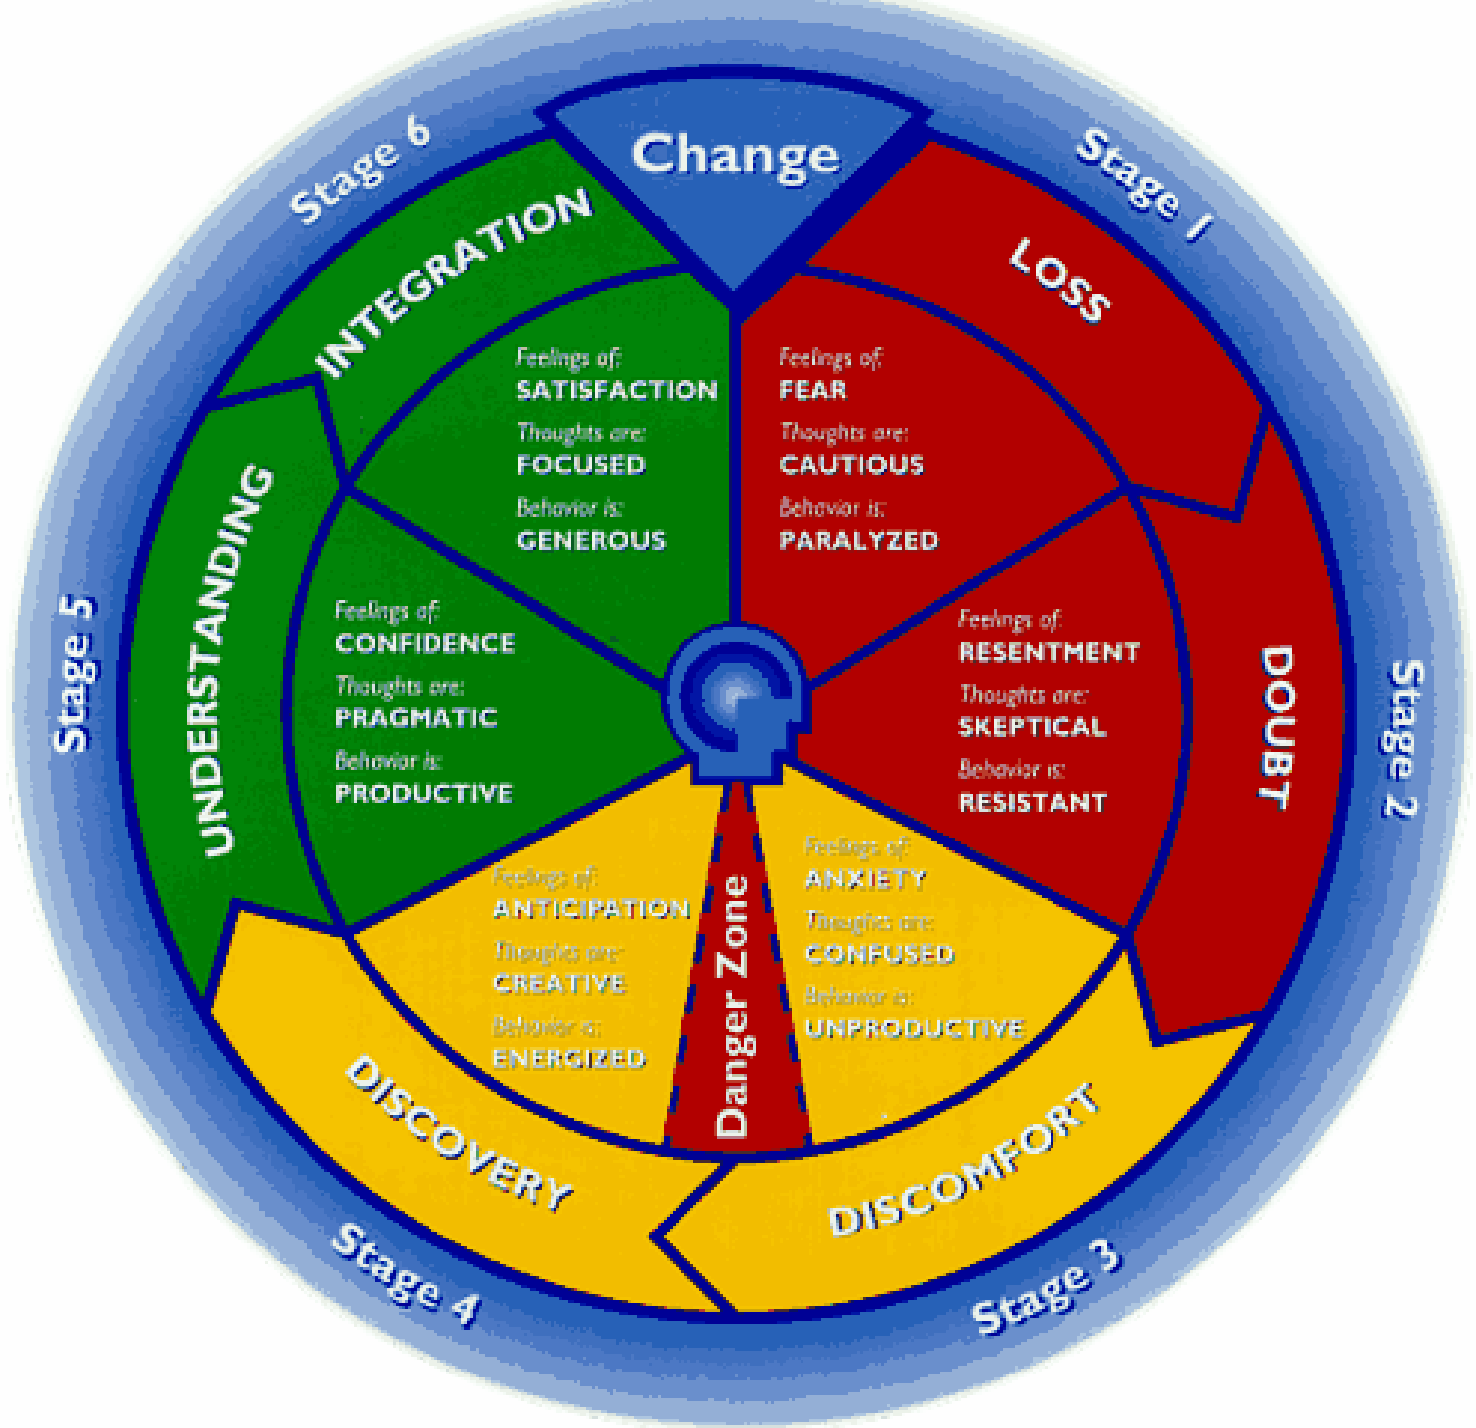 Change
Stage 1
LOSS
Feelings of:
FEAR
Thoughts are:
CAUTIOUS
Behavior is:
PARALYZED
Stage 2
DOUBT
Feelings of:
RESENTMENT
Thoughts are:
SKEPTICAL
Behavior is:
RESISTANT
Stage 3
DISCOMFORT
Feelings of:
ANXIETY
Thoughts are:
CONFUSED
Behavior is:
UNPRODUCTIVE
Danger Zone
Stage 4
DISCOVERY
Feelings of:
ANTICIPATION
Thoughts are:
CREATIVE
Behavior is:
ENERGIZED
Stage 5
UNDERSTANDING
Feelings of:
CONFIDENCE
Thoughts are:
PRAGMATIC
Behavior is:
PRODUCTIVE
Stage 6
INTEGRATION
Feelings of:
SATISFACTION
Thoughts are:
FOCUSED
Behavior is:
GENEROUS